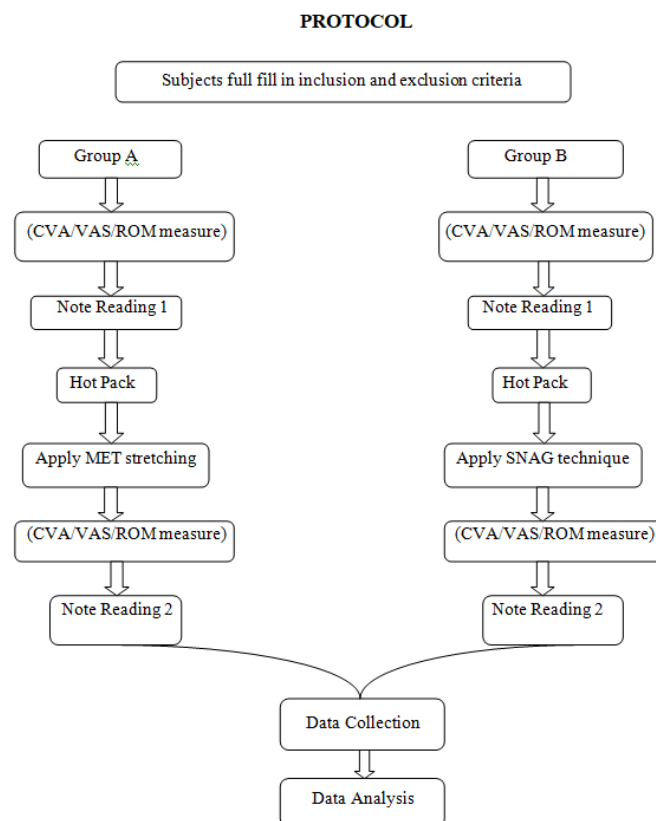 PROTOCOL
Subjects full fill in inclusion and exclusion criteria
Group A
Group B
(CVA/VAS/ROM measure)
(CVA/VAS/ROM measure)
Note Reading 1
Note Reading 1
Hot Pack
Hot Pack
Apply MET stretching
Apply SNAG technique
(CVA/VAS/ROM measure)
(CVA/VAS/ROM measure)
Note Reading 2
Note Reading 2
Data Collection
Data Analysis